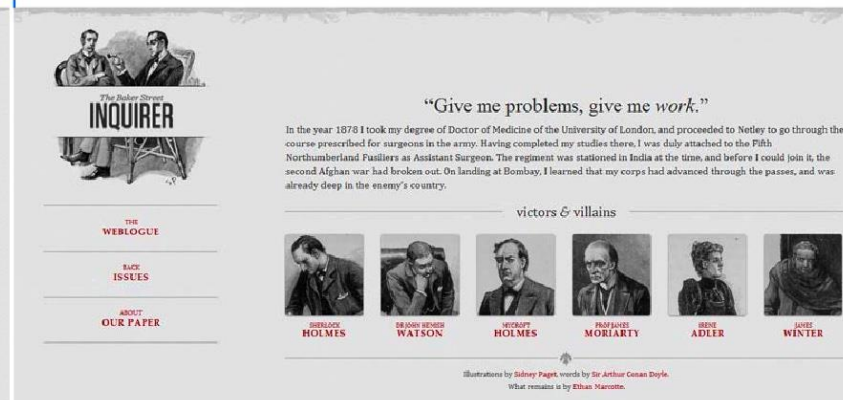 The Baker Street
INQUIRER
THE
WEBLOGUE
BACK
ISSUES
ABOUT
OUR PAPER
“Give me problems, give me work.”
In the year 1878 I took my degree of Doctor of Medicine of the University of London, and proceeded to Netley to go through the
course prescribed for surgeons in the army. Having completed my studies there, I was duly attached to the Fifth
Northumberland Fusiliers as Assistant Surgeon. The regiment was stationed in India at the time, and before I could join it, the
second Afghan war had broken out. On landing at Bombay, I learned that my corps had advanced through the passes, and was
already deep in the enemy’s country.
victors & villains
SHERLOCK
HOLMES
DR JOHN HEMISH
WATSON
MYCROFT
HOLMES
PROF JAMES
MORIARTY
IRENE
ADLER
JAMES
WINTER
Illustrations by Sidney Paget, words by Sir Arthur Conan Doyle.
What remains is by Ethan Marcotte.